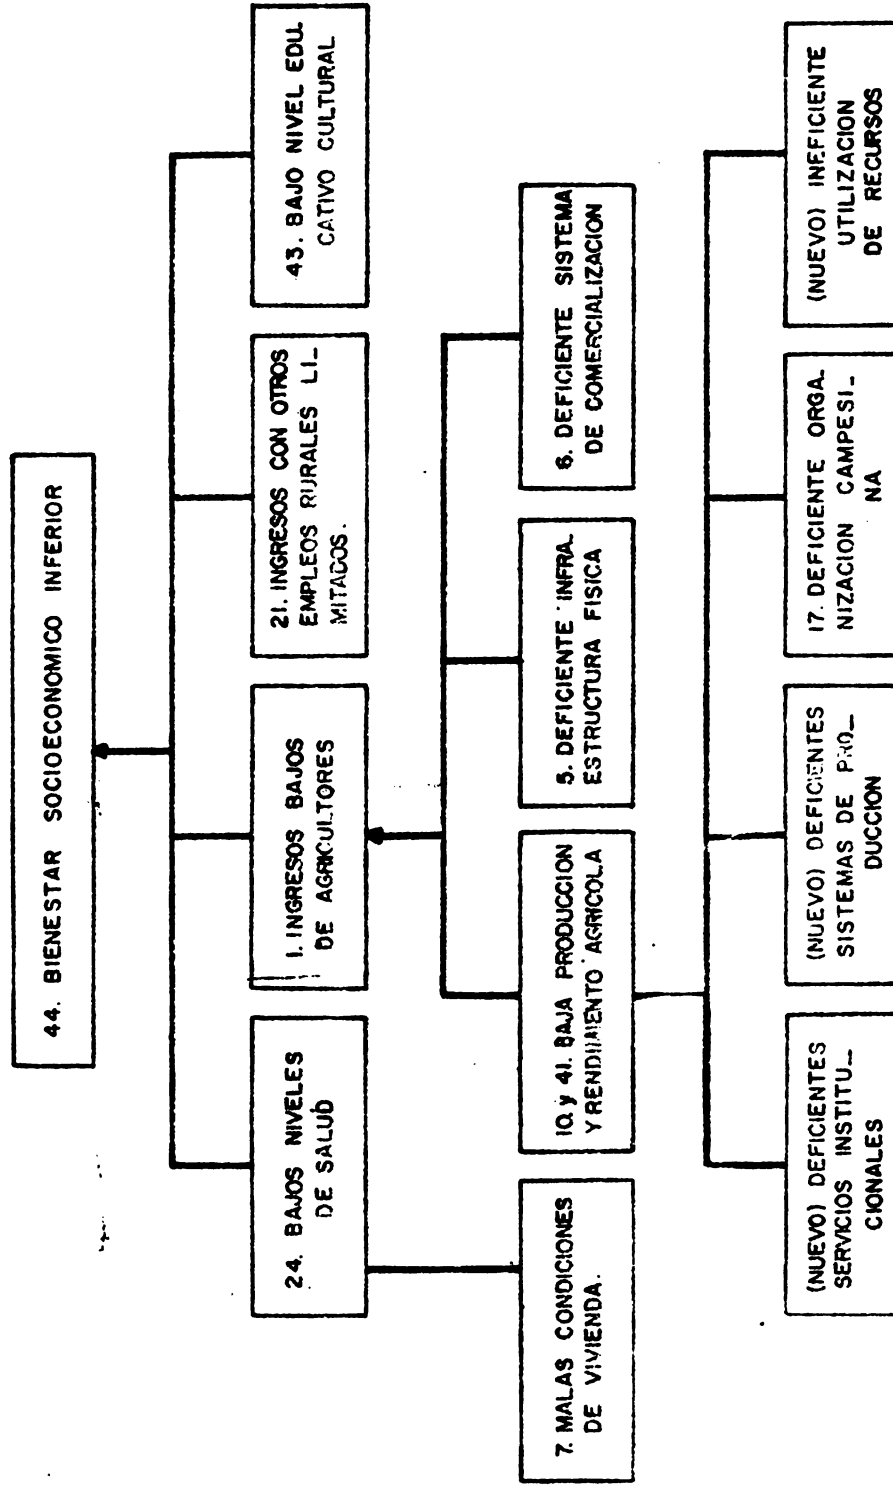 44. BIENESTAR SOCIOECONOMICO INFERIOR
24. BAJOS NIVELES
DE SALUD
1. INGRESOS BAJOS
DE AGRICULTORES
21. INGRESOS CON OTROS
EMPLEOS RURALES LI_
MITADOS.
43. BAJO NIVEL EDU.
CATIVO CULTURAL
7. MALAS CONDICIONES
DE VIVIENDA.
10. y 41. BAJA PRODUCCION
Y RENDIMIENTO AGRICOLA
5. DEFICIENTE INFRA.
ESTRUCTURA FISICA
6. DEFICIENTE SISTEMA
DE COMERCIALIZACION
(NUEVO) DEFICIENTES
SERVICIOS INSTITU_
CIONALES
(NUEVO) DEFICIENTES
SISTEMAS DE PRO_
DUCCION
17. DEFICIENTE ORGA_
NIZACION CAMPESI_
NA
(NUEVO) INEFICIENTE
UTILIZACION
DE RECURSOS